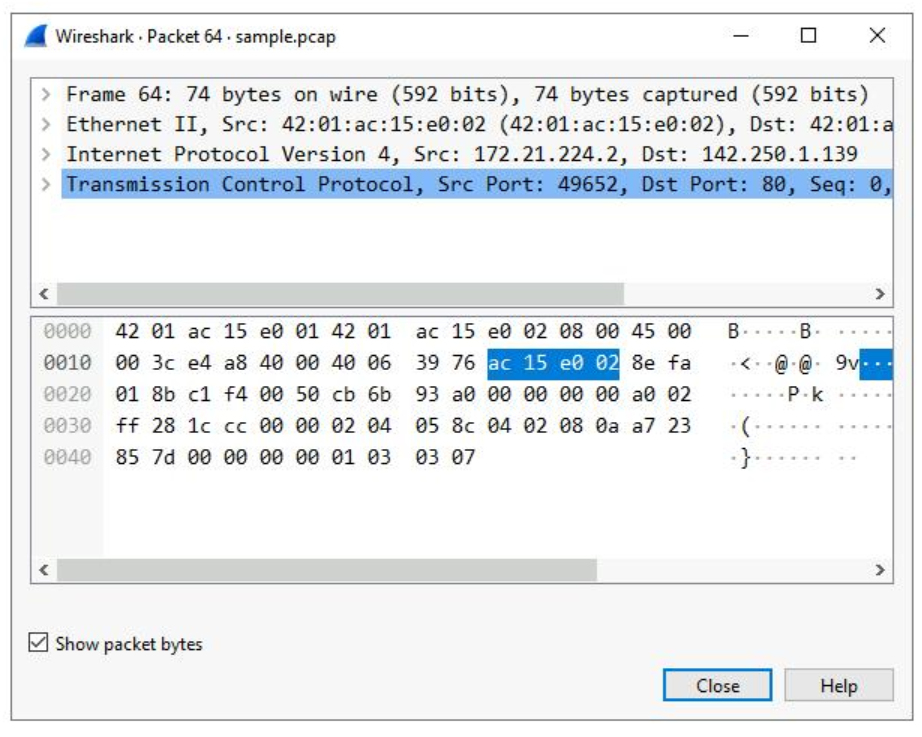 Wireshark · Packet 64 · sample.pcap
Frame 64: 74 bytes on wire (592 bits), 74 bytes captured (592 bits)
Ethernet II, Src: 42:01:ac:15:e0:02 (42:01:ac:15:e0:02), Dst: 42:01:a
Internet Protocol Version 4, Src: 172.21.224.2, Dst: 142.250.1.139
Transmission Control Protocol, Src Port: 49652, Dst Port: 80, Seq: 0,
0000 42 01 ac 15 e0 01 42 01 ac 15 e0 02 08 00 45 00 B·····B· ·····
0010 00 3c e4 a8 40 00 40 06 39 76 ac 15 e0 02 8e fa ·<··@·@· 9v···
0020 01 8b c1 f4 00 50 cb 6b 93 a0 00 00 00 00 a0 02 ·····P·k ·····
0030 ff 28 1c cc 00 00 02 04 05 8c 04 02 08 0a a7 23 ·(······ ·····
0040 85 7d 00 00 00 00 01 03 03 07 ·}······ ··
Show packet bytes
Close Help